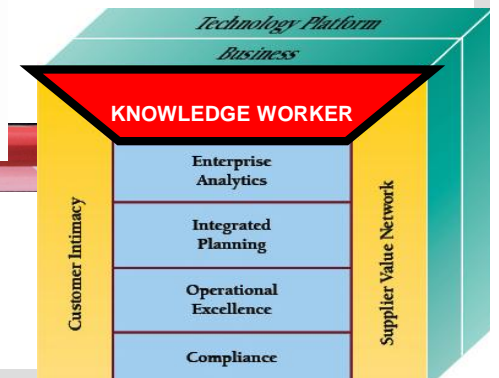 Technology Platform
Business
KNOWLEDGE WORKER
Customer Intimacy
Enterprise
Analytics
Integrated
Planning
Operational
Excellence
Compliance
Supplier Value Network